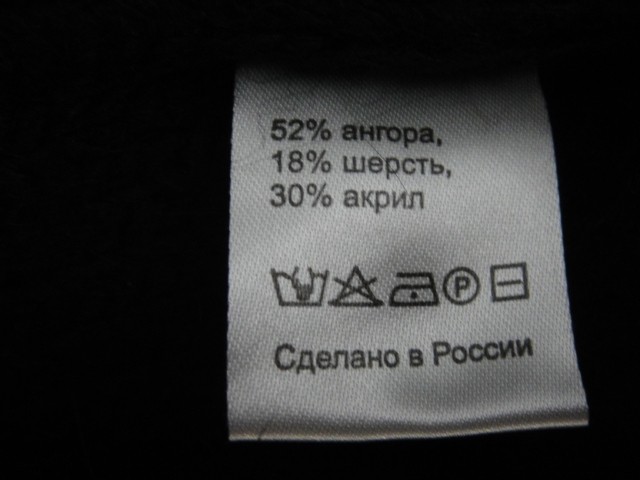 52% ангора,
18% шерсть,
30% акрил
P
Сделано в России